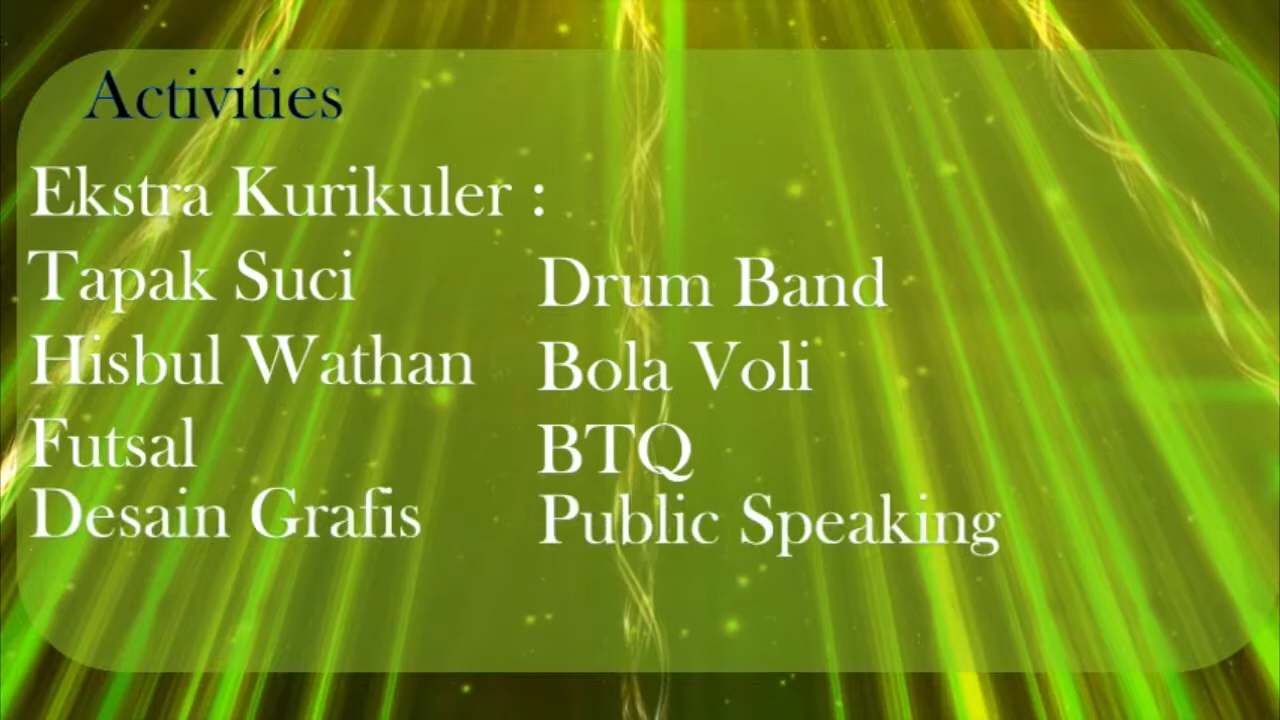 Activities
Ekstra Kurikuler :
Tapak Suci
Hisbul Wathan
Futsal
Desain Grafis
Drum Band
Bola Voli
BTQ
Public Speaking